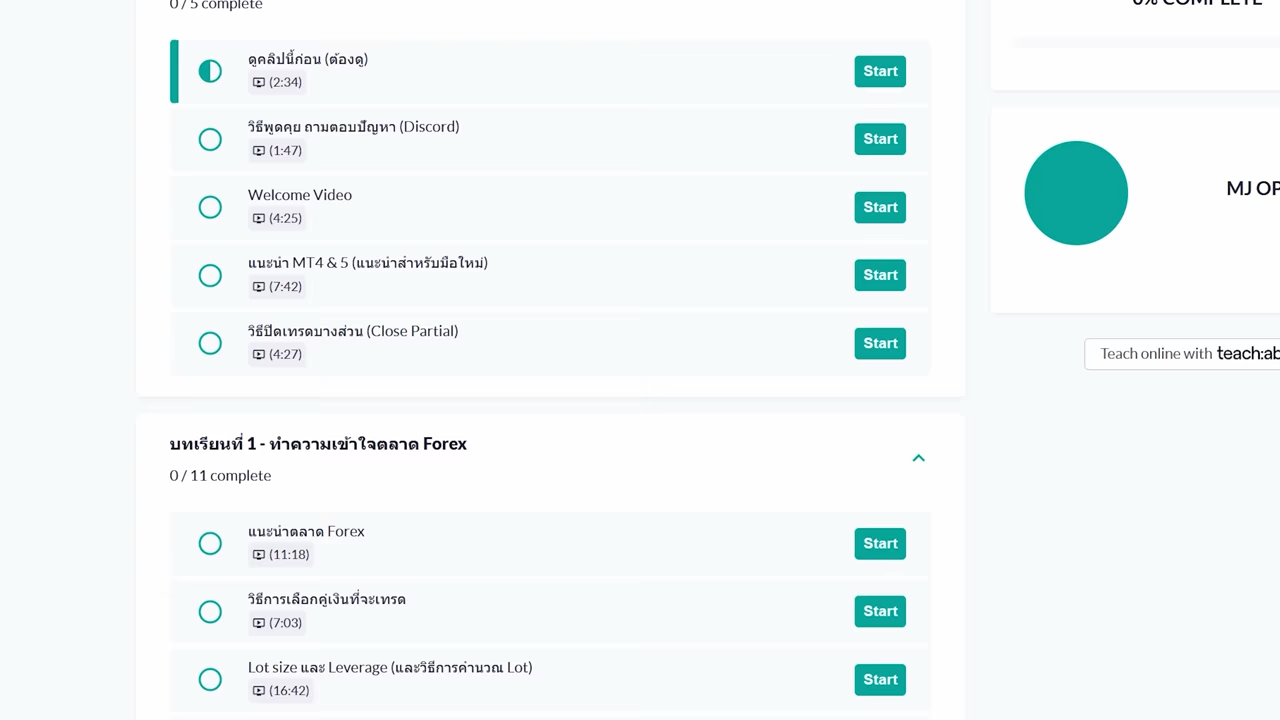 0 / 5 complete
ดูคลิปนี้ก่อน (ต้องดู)
(2:34)
Start
วิธีพูดคุย ถามตอบปัญหา (Discord)
(1:47)
Start
Welcome Video
(4:25)
Start
แนะนำ MT4 & 5 (แนะนำสำหรับมือใหม่)
(7:42)
Start
วิธีปิดเทรดบางส่วน (Close Partial)
(4:27)
Start
บทเรียนที่ 1 - ทำความเข้าใจตลาด Forex
0 / 11 complete
แนะนำตลาด Forex
(11:18)
Start
วิธีการเลือกคู่เงินที่จะเทรด
(7:03)
Start
Lot size และ Leverage (และวิธีการคำนวณ Lot)
(16:42)
Start
0% COMPLETE
MJ OP
Teach online with teach:ab